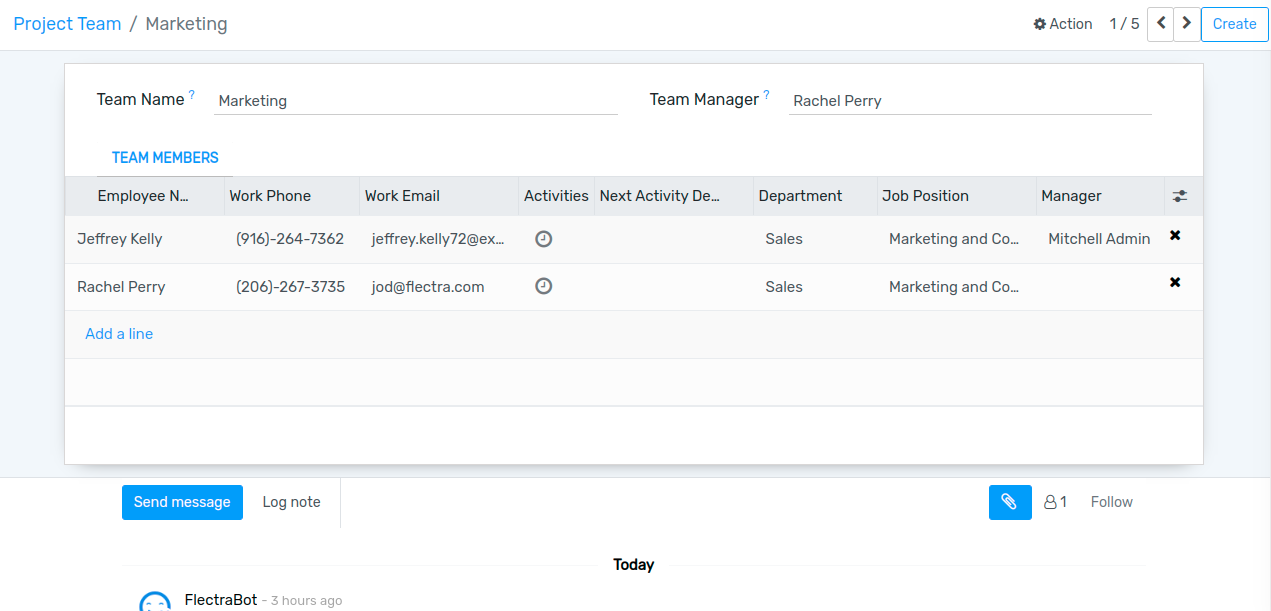 Project Team / Marketing
Action 1 / 5 Create
Team Name ? Marketing Team Manager ? Rachel Perry
TEAM MEMBERS
Employee N... Work Phone Work Email Activities Next Activity De... Department Job Position Manager
Jeffrey Kelly (916)-264-7362 jeffrey.kelly72@ex... Sales Marketing and Co... Mitchell Admin
Rachel Perry (206)-267-3735 jod@flectra.com Sales Marketing and Co...
Add a line
Send message Log note 1 Follow
Today
FlectraBot - 3 hours ago